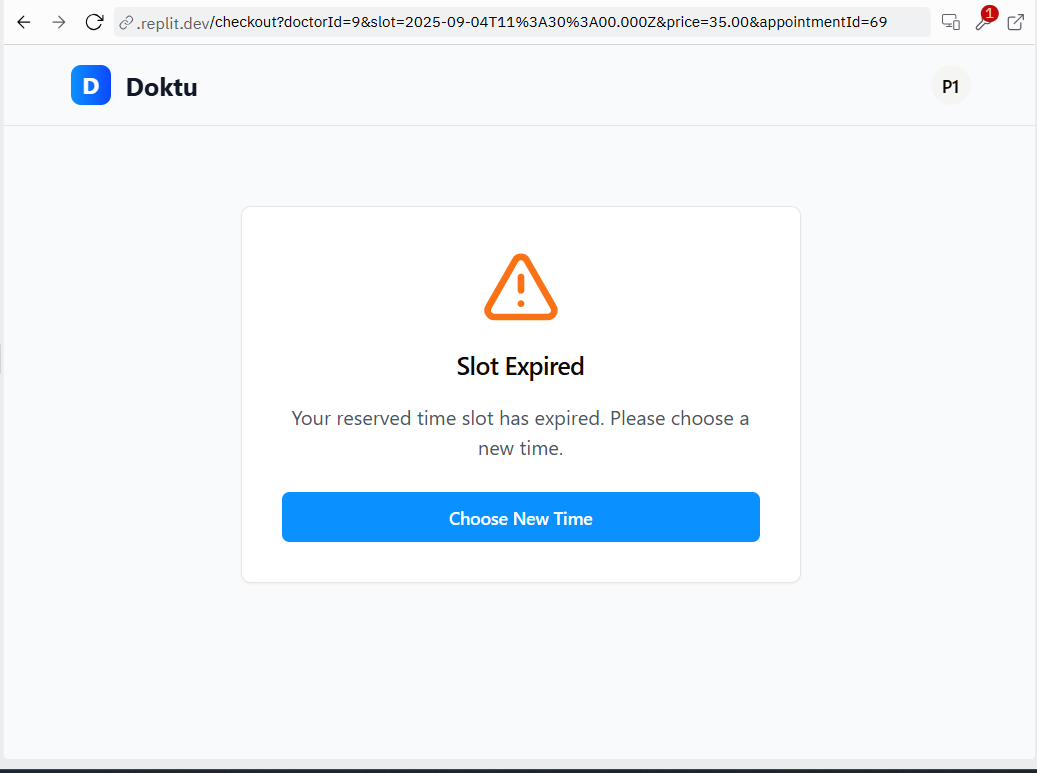 .replit.dev/checkout?doctorId=9&slot=2025-09-04T11%3A30%3A00.000Z&price=35.00&appointmentId=69
1
D
Doktu
P1
Slot Expired
Your reserved time slot has expired. Please choose a
new time.
Choose New Time